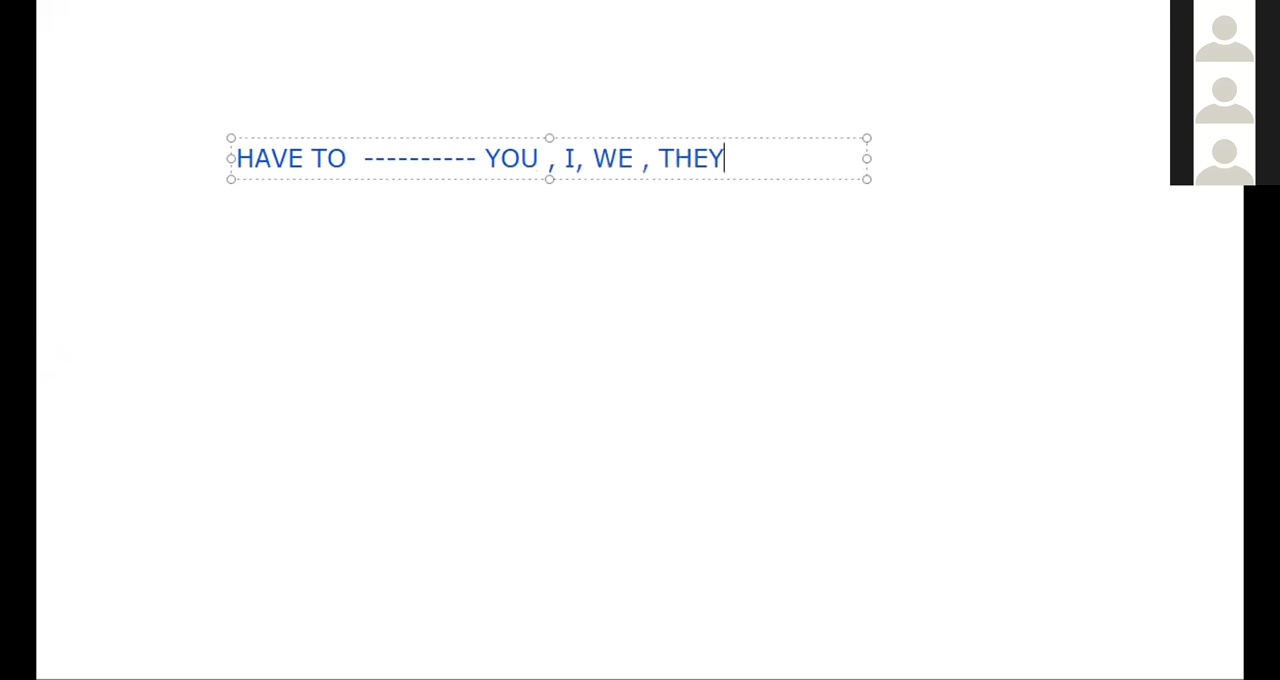 HAVE TO ---------- YOU , I, WE , THEY